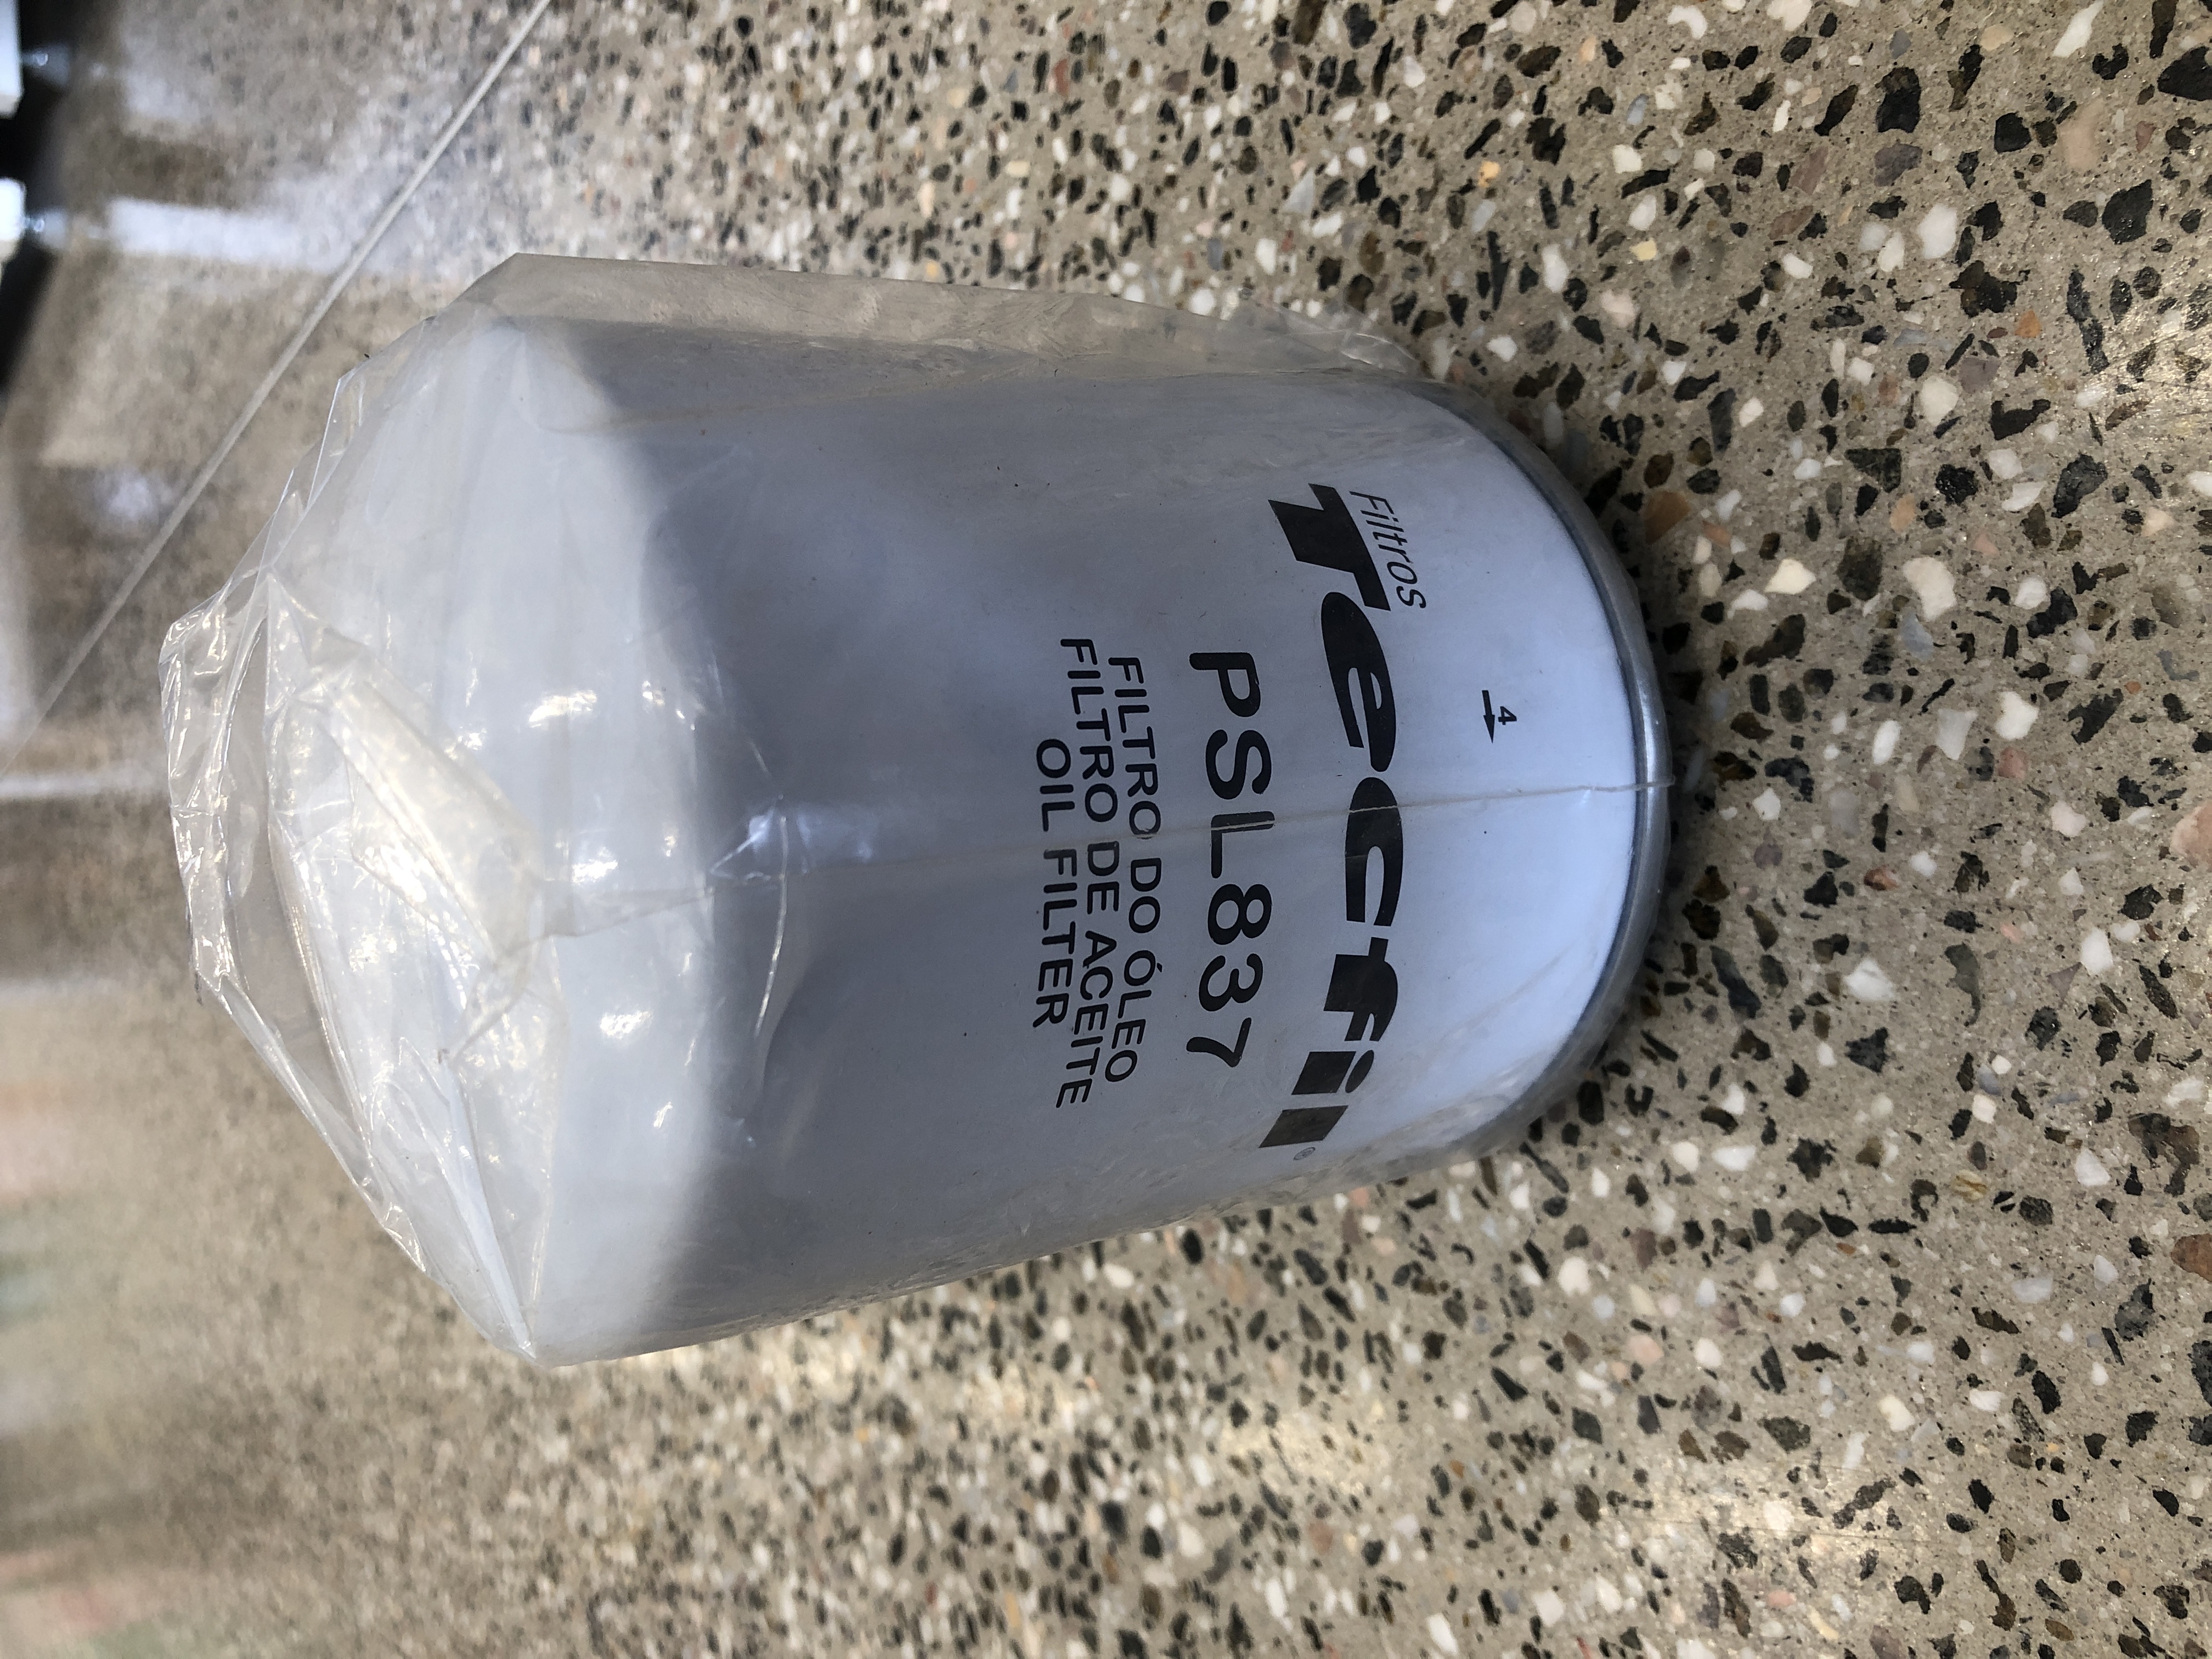 4
Filtros
Tecfil®
PSL837
FILTRO DO ÓLEO
FILTRO DE ACEITE
OIL FILTER